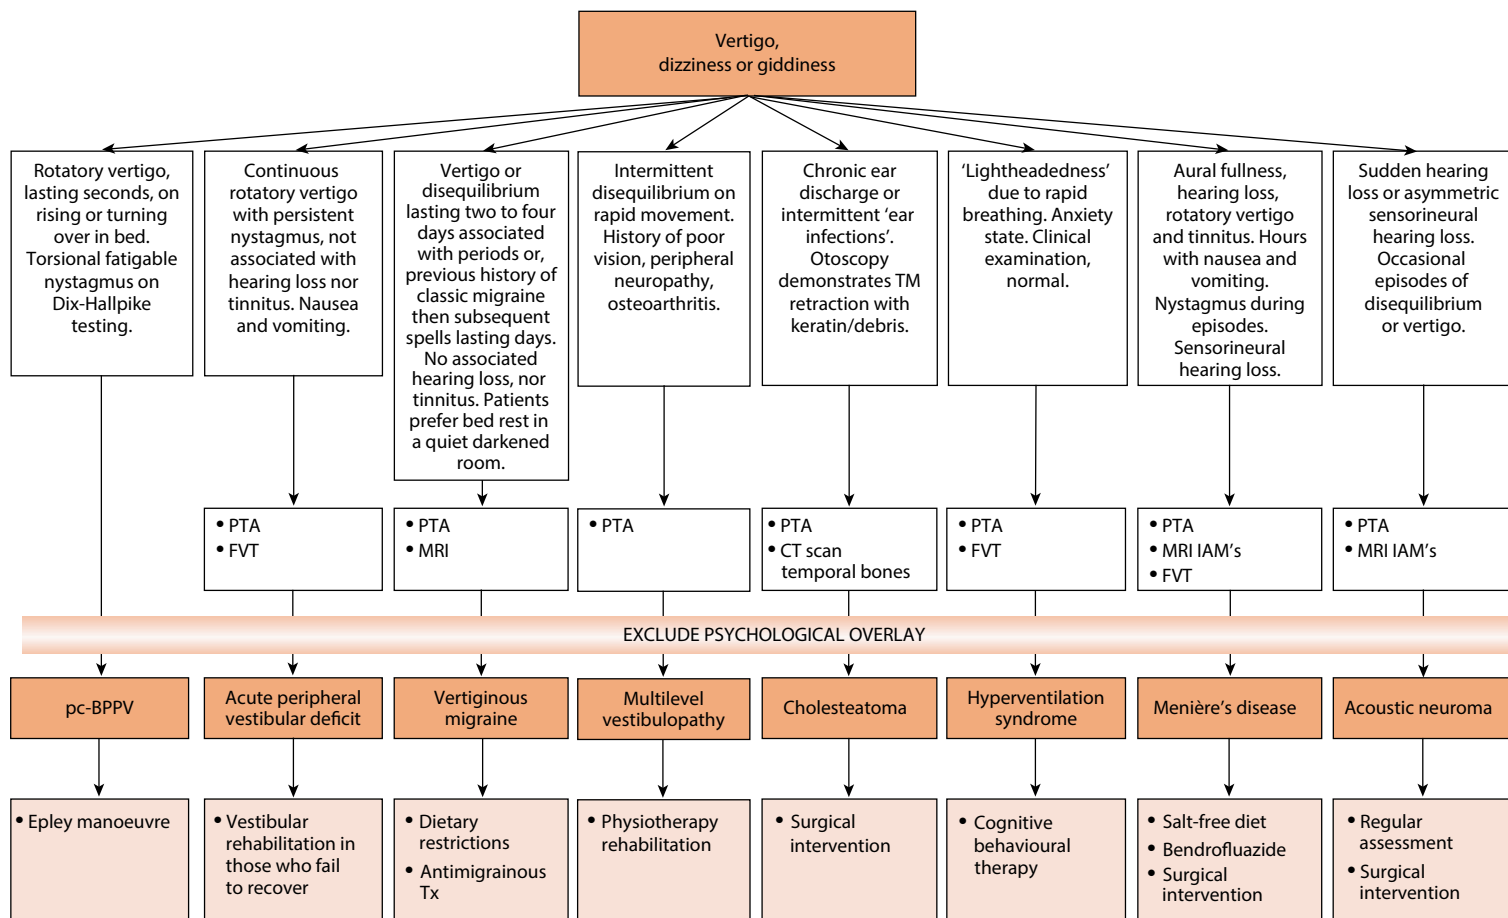 Vertigo,
dizziness or giddiness
Rotatory vertigo,
lasting seconds, on
rising or turning
over in bed.
Torsional fatigable
nystagmus on
Dix-Hallpike
testing.
Continuous
rotatory vertigo
with persistent
nystagmus, not
associated with
hearing loss nor
tinnitus. Nausea
and vomiting.
Vertigo or
disequilibrium
lasting two to four
days associated
with periods or,
previous history of
classic migraine
then subsequent
spells lasting days.
No associated
hearing loss, nor
tinnitus. Patients
prefer bed rest in
a quiet darkened
room.
Intermittent
disequilibrium on
rapid movement.
History of poor
vision, peripheral
neuropathy,
osteoarthritis.
Chronic ear
discharge or
intermittent ‘ear
infections’.
Otoscopy
demonstrates TM
retraction with
keratin/debris.
‘Lightheadedness’
due to rapid
breathing. Anxiety
state. Clinical
examination,
normal.
Aural fullness,
hearing loss,
rotatory vertigo
and tinnitus. Hours
with nausea and
vomiting.
Nystagmus during
episodes.
Sensorineural
hearing loss.
Sudden hearing
loss or asymmetric
sensorineural
hearing loss.
Occasional
episodes of
disequilibrium
or vertigo.
• PTA
• FVT
• PTA
• MRI
• PTA
• PTA
• CT scan
temporal bones
• PTA
• FVT
• PTA
• MRI IAM's
• FVT
• PTA
• MRI IAM's
EXCLUDE PSYCHOLOGICAL OVERLAY
pc-BPPV
Acute peripheral
vestibular deficit
Vertiginous
migraine
Multilevel
vestibulopathy
Cholesteatoma
Hyperventilation
syndrome
Menière's disease
Acoustic neuroma
• Epley manoeuvre
• Vestibular
rehabilitation in
those who fail
to recover
• Dietary
restrictions
• Antimigrainous
Tx
• Physiotherapy
rehabilitation
• Surgical
intervention
• Cognitive
behavioural
therapy
• Salt-free diet
• Bendrofluazide
• Surgical
intervention
• Regular
assessment
• Surgical
intervention